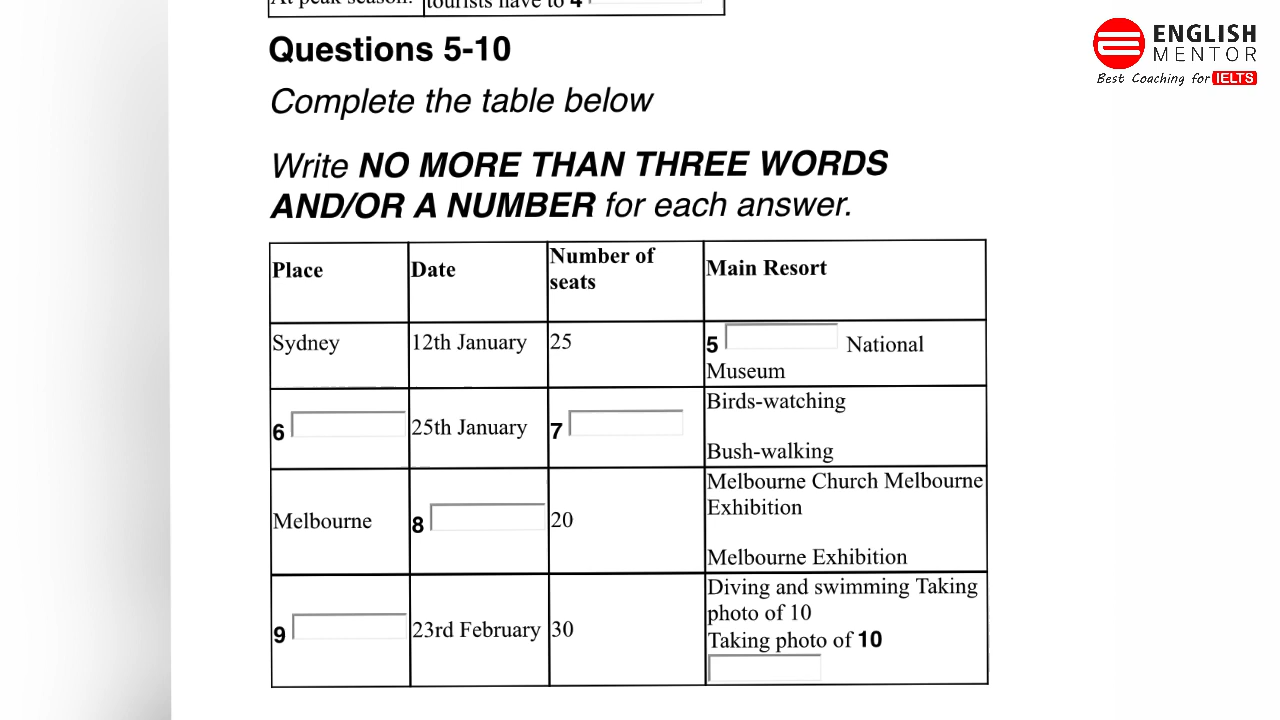 At peak season. tourists have to 4
ENGLISH
MENTOR
Best Coaching for IELTS
Questions 5-10
Complete the table below
Write NO MORE THAN THREE WORDS
AND/OR A NUMBER for each answer.
Place Date Number of seats Main Resort
Sydney 12th January 25 5 National
Museum
6 25th January 7 Birds-watching
Bush-walking
Melbourne 8 20 Melbourne Church Melbourne
Exhibition
Melbourne Exhibition
9 23rd February 30 Diving and swimming Taking
photo of 10
Taking photo of 10